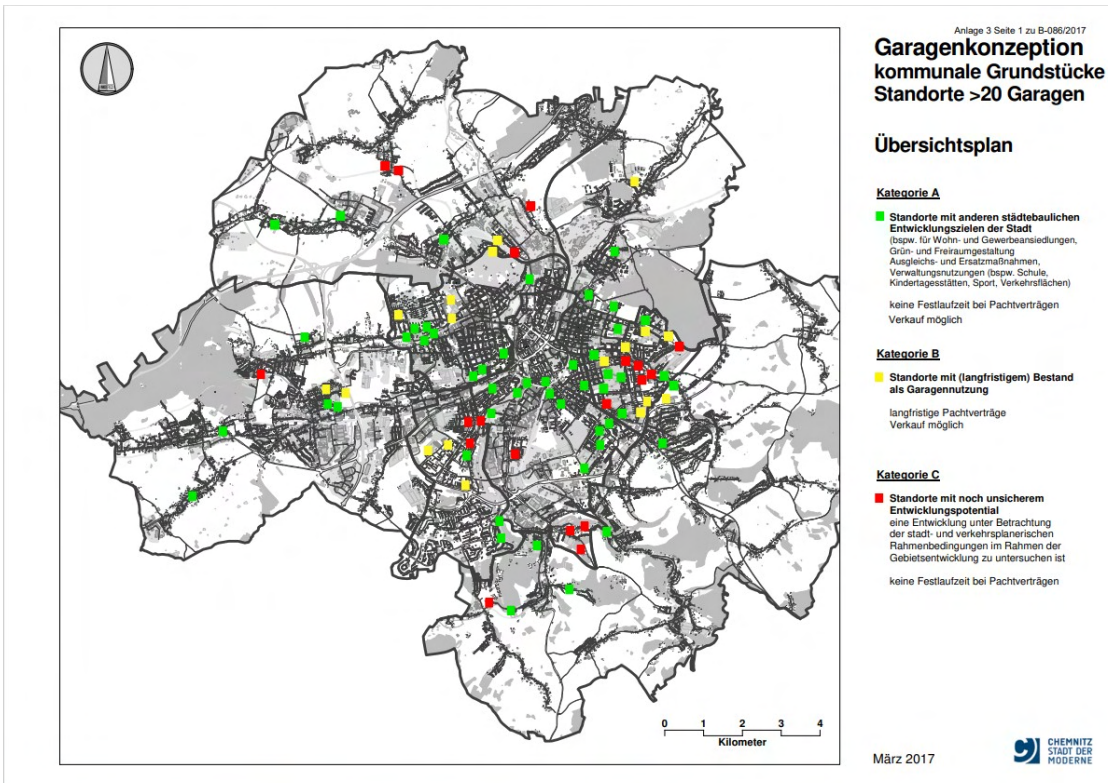 Anlage 3 Seite 1 zu B-086/2017
Garagenkonzeption
kommunale Grundstücke
Standorte >20 Garagen
Übersichtsplan
Kategorie A
Standorte mit anderen städtebaulichen
Entwicklungszielen der Stadt
(bspw. für Wohn- und Gewerbeansiedlungen,
Grün- und Freiraumgestaltung
Ausgleichs- und Ersatzmaßnahmen,
Verwaltungsnutzungen (bspw. Schule,
Kindertagesstätten, Sport, Verkehrsflächen)
keine Festlaufzeit bei Pachtverträgen
Verkauf möglich
Kategorie B
Standorte mit (langfristigem) Bestand
als Garagennutzung
langfristige Pachtverträge
Verkauf möglich
Kategorie C
Standorte mit noch unsicherem
Entwicklungspotential
eine Entwicklung unter Betrachtung
der stadt- und verkehrsplanerischen
Rahmenbedingungen im Rahmen der
Gebietsentwicklung zu untersuchen ist
keine Festlaufzeit bei Pachtverträgen
0 1 2 3 4
Kilometer
März 2017
CHEMNITZ
STADT DER
MODERNE